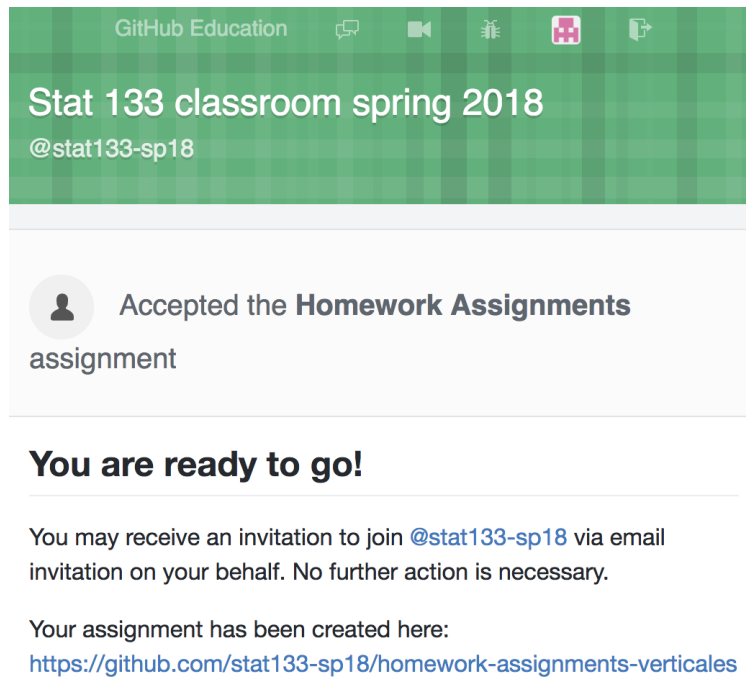 GitHub Education
Stat 133 classroom spring 2018
@stat133-sp18
Accepted the Homework Assignments
assignment
You are ready to go!
You may receive an invitation to join @stat133-sp18 via email
invitation on your behalf. No further action is necessary.
Your assignment has been created here:
https://github.com/stat133-sp18/homework-assignments-verticales